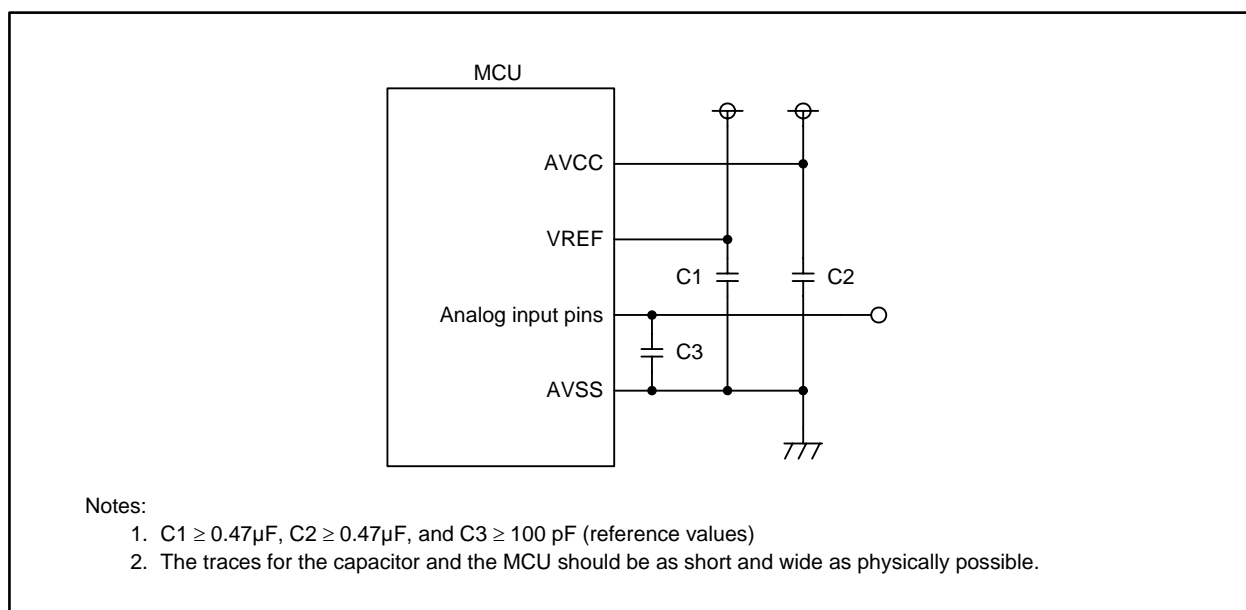 MCU
AVCC
VREF
C1
C2
Analog input pins
C3
AVSS
Notes:
1. C1 ≥ 0.47µF, C2 ≥ 0.47µF, and C3 ≥ 100 pF (reference values)
2. The traces for the capacitor and the MCU should be as short and wide as physically possible.